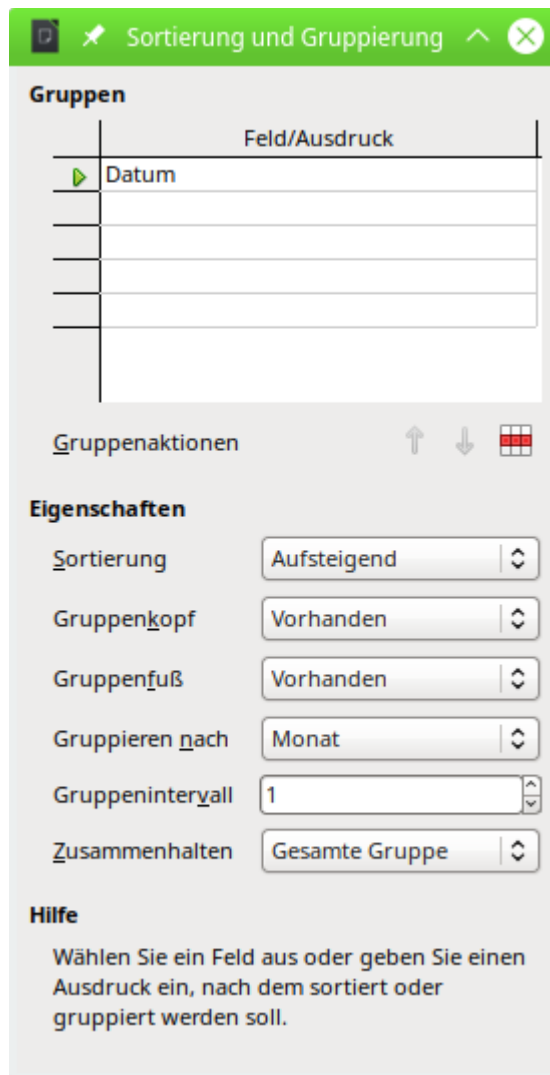 Sortierung und Gruppierung
Gruppen
Feld/Ausdruck
Datum
Gruppenaktionen
Eigenschaften
Sortierung Aufsteigend
Gruppenkopf Vorhanden
Gruppenfuß Vorhanden
Gruppieren nach Monat
Gruppenintervall 1
Zusammenhalten Gesamte Gruppe
Hilfe
Wählen Sie ein Feld aus oder geben Sie einen
Ausdruck ein, nach dem sortiert oder
gruppiert werden soll.